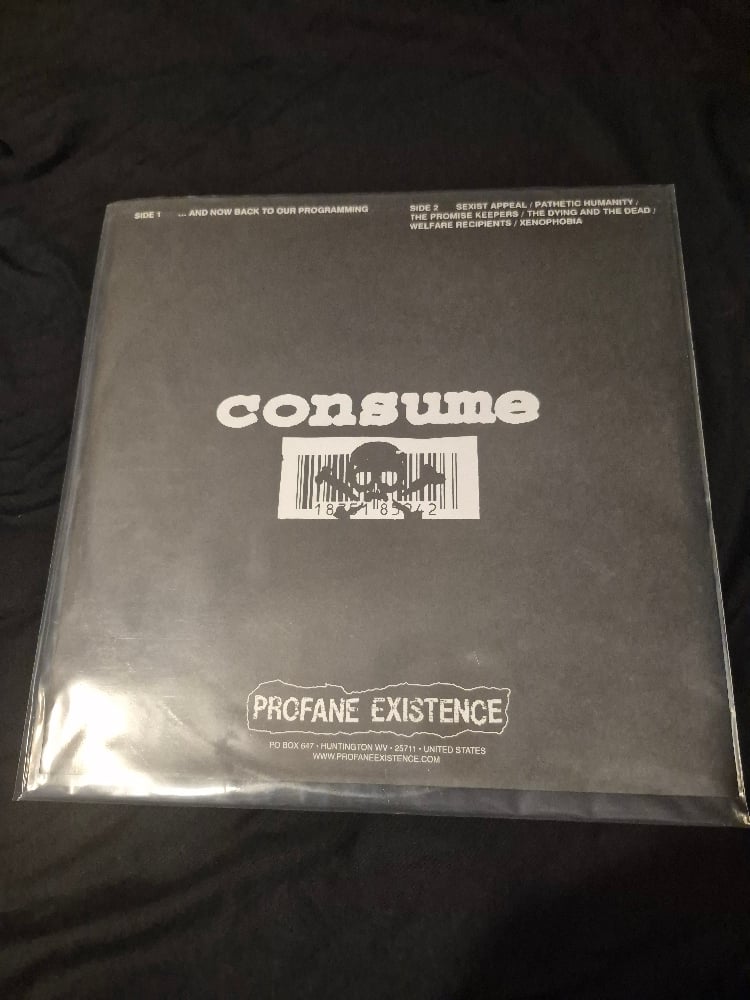 SIDE 1 ... AND NOW BACK TO OUR PROGRAMMING
SIDE 2 SEXIST APPEAL / PATHETIC HUMANITY /
THE PROMISE KEEPERS / THE DYING AND THE DEAD /
WELFARE RECIPIENTS / XENOPHOBIA
consume
PROFANE EXISTENCE
PO BOX 647 • HUNTINGTON WV • 25711 • UNITED STATES
WWW.PROFANEEXISTENCE.COM